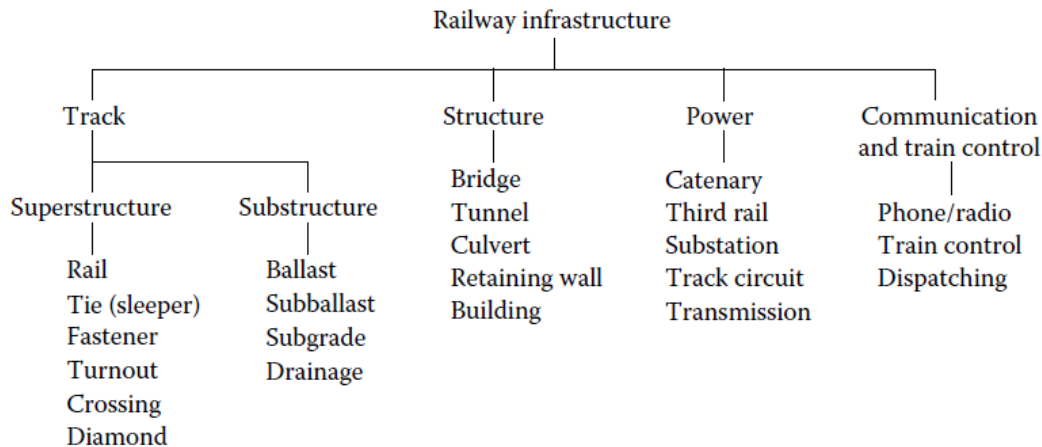 Railway infrastructure
Track
Structure
Power
Communication
and train control
Superstructure
Substructure
Rail
Tie (sleeper)
Fastener
Turnout
Crossing
Diamond
Ballast
Subballast
Subgrade
Drainage
Bridge
Tunnel
Culvert
Retaining wall
Building
Catenary
Third rail
Substation
Track circuit
Transmission
Phone/radio
Train control
Dispatching